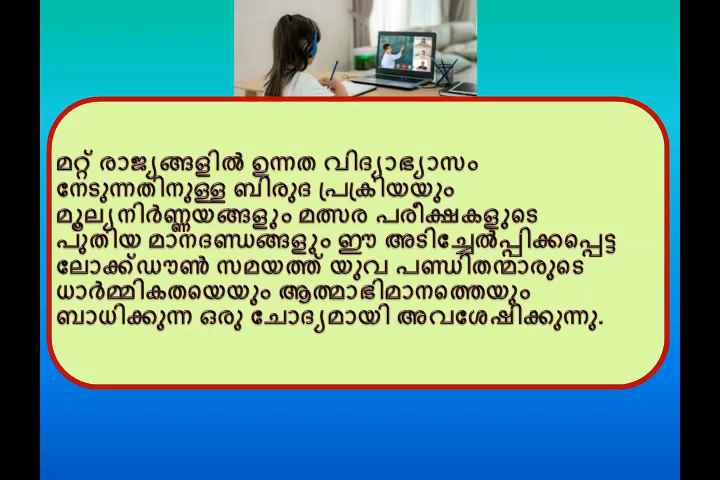 മറ്റ് രാജ്യങ്ങളിൽ ഉന്നത വിദ്യാഭ്യാസം
നേടുന്നതിനുള്ള ബിരുദ പ്രക്രിയയും
മൂല്യനിർണ്ണയങ്ങളും മത്സര പരീക്ഷകളുടെ
പുതിയ മാനദണ്ഡങ്ങളും ഈ അടിച്ചേൽപ്പിക്കപ്പെട്ട
ലോക്ക്ഡൗൺ സമയത്ത് യുവ പണ്ഡിതന്മാരുടെ
ധാർമ്മികതയെയും ആത്മാഭിമാനത്തെയും
ബാധിക്കുന്ന ഒരു ചോദ്യമായി അവശേഷിക്കുന്നു.